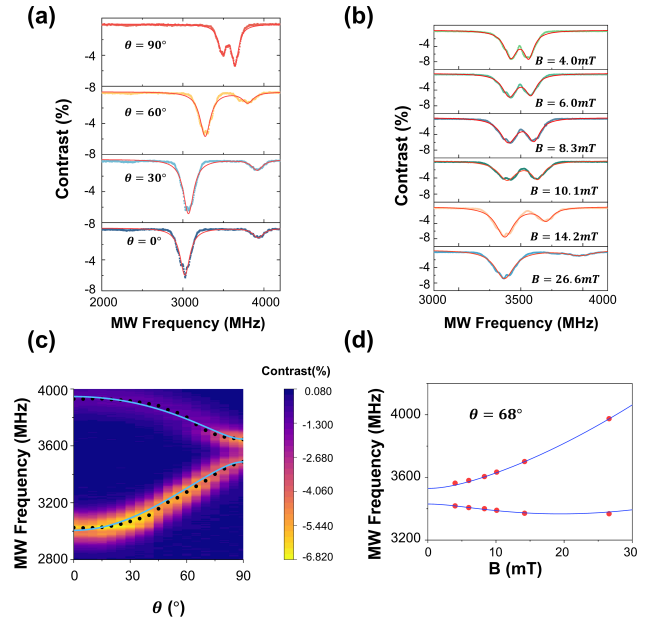 (a)
θ = 90°
-4
θ = 60°
-4
-8
θ = 30°
-4
-8
θ = 0°
-4
-8
2000 3000 4000
Contrast (%)
MW Frequency (MHz)
(b)
B = 4.0mT
-4
-8
B = 6.0mT
-4
-8
B = 8.3mT
-4
-8
B = 10.1mT
-4
-8
B = 14.2mT
-4
-8
B = 26.6mT
-4
-8
3000 3500 4000
Contrast (%)
MW Frequency (MHz)
(c)
Contrast(%)
4000
3600
3200
2800
0 30 60 90
MW Frequency (MHz)
θ (°)
0.080
-1.300
-2.680
-4.060
-5.440
-6.820
(d)
θ = 68°
4000
3600
3200
0 10 20 30
MW Frequency (MHz)
B (mT)